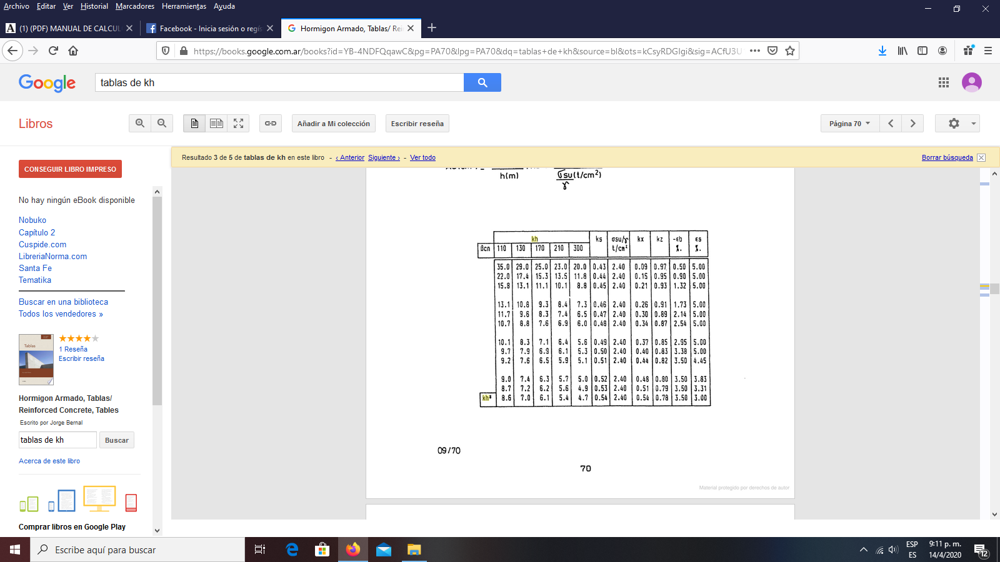 Archivo Editar Ver Historial Marcadores Herramientas Ayuda
(1) (PDF) MANUAL DE CALCUL
Facebook - Inicia sesión o regís
Hormigon Armado, Tablas/ Rei
https://books.google.com.ar/books?id=YB-4NDFQqawC&pg=PA70&lpg=PA70&dq=tablas+de+kh&source=bl&ots=kCsyRDGIgi&sig=ACfU3U
Google
tablas de kh
Libros
Añadir a Mi colección
Escribir reseña
Página 70
Resultado 3 de 5 de tablas de kh en este libro - ‹ Anterior Siguiente › - Ver todo
Borrar búsqueda
CONSEGUIR LIBRO IMPRESO
No hay ningún eBook disponible
Nobuko
Capítulo 2
Cuspide.com
LibreriaNorma.com
Santa Fe
Tematika
Buscar en una biblioteca
Todos los vendedores »
Tablas
1 Reseña
Escribir reseña
Hormigon Armado, Tablas/
Reinforced Concrete, Tables
Escrito por Jorge Bernal
tablas de kh
Buscar
Acerca de este libro
Comprar libros en Google Play
h(m)
σsu(t/cm²)
γ
kh ks σsu/γ kx kz -εb εs
βcn 110 130 170 210 300 t/cm² ‰. ‰.
35.0 29.0 25.0 23.0 20.0 0.43 2.40 0.09 0.97 0.50 5.00
22.0 17.4 15.3 13.5 11.8 0.44 2.40 0.15 0.95 0.90 5.00
15.8 13.1 11.1 10.1 8.8 0.45 2.40 0.21 0.93 1.32 5.00
13.1 10.8 9.3 8.4 7.3 0.46 2.40 0.26 0.91 1.73 5.00
11.7 9.6 8.3 7.4 6.5 0.47 2.40 0.30 0.89 2.14 5.00
10.7 8.8 7.6 6.9 6.0 0.48 2.40 0.34 0.87 2.54 5.00
10.1 8.3 7.1 6.4 5.6 0.49 2.40 0.37 0.85 2.95 5.00
9.7 7.9 6.9 6.1 5.3 0.50 2.40 0.40 0.83 3.38 5.00
9.2 7.6 6.5 5.9 5.1 0.51 2.40 0.44 0.82 3.50 4.45
9.0 7.4 6.3 5.7 5.0 0.52 2.40 0.48 0.80 3.50 3.83
8.7 7.2 6.2 5.6 4.9 0.53 2.40 0.51 0.79 3.50 3.31
kh* 8.6 7.0 6.1 5.4 4.7 0.54 2.40 0.54 0.78 3.50 3.00
09/70
70
Material protegido por derechos de autor
Escribe aquí para buscar
ESP
ES
9:11 p. m.
14/4/2020
12